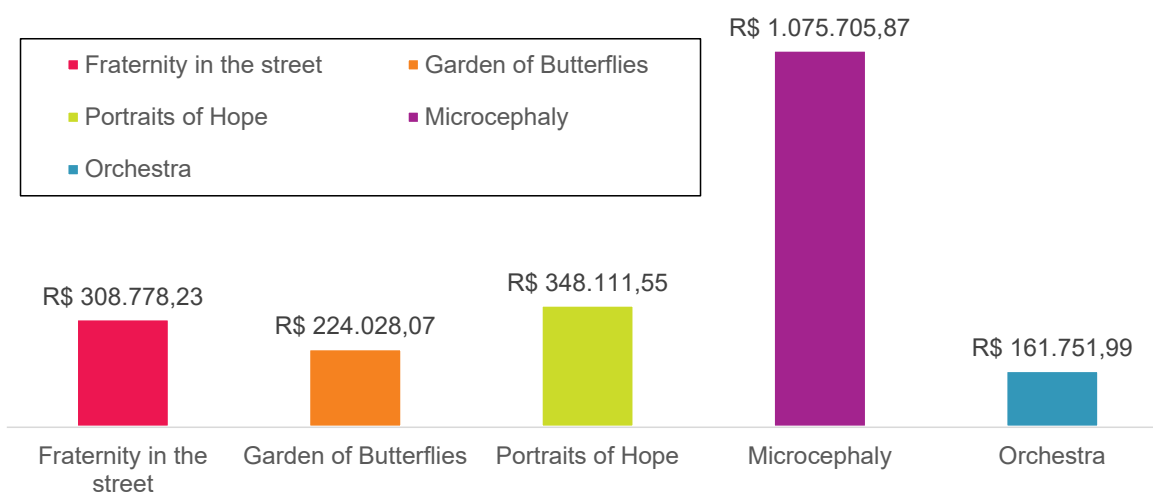 R$ 1.075.705,87
Fraternity in the street
Garden of Butterflies
Portraits of Hope
Microcephaly
Orchestra
R$ 308.778,23
R$ 224.028,07
R$ 348.111,55
R$ 161.751,99
Fraternity in the
street
Garden of Butterflies
Portraits of Hope
Microcephaly
Orchestra